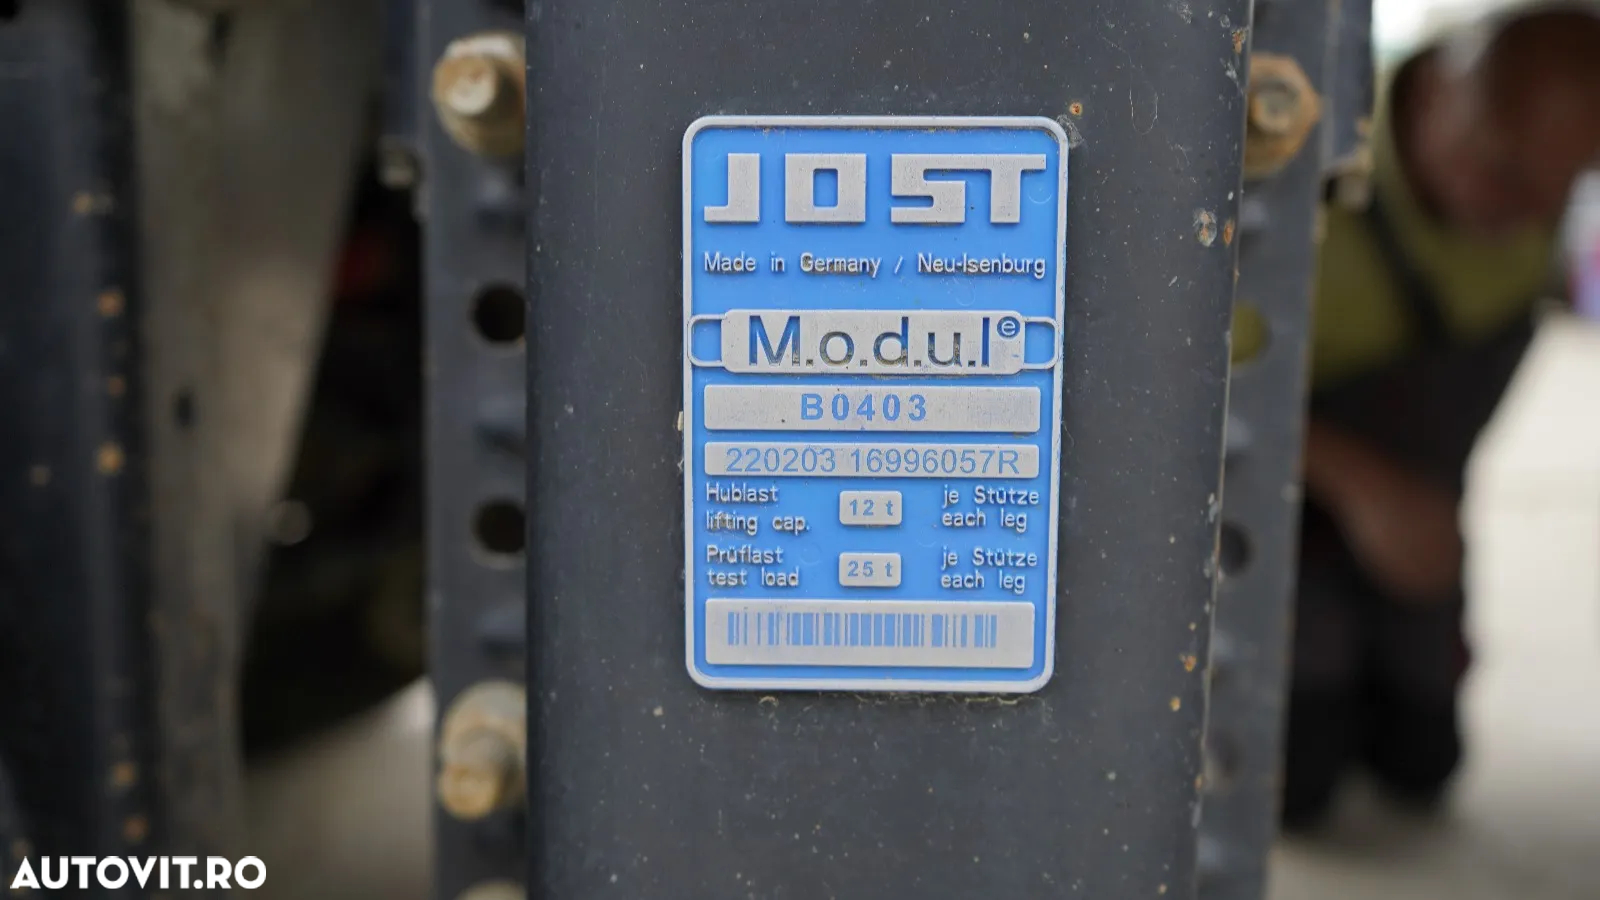 JOST
Made in Germany / Neu-Isenburg
M.o.d.u.l e
B0403
220203 16996057R
Hublast
lifting cap.
12 t
je Stütze
each leg
Prüflast
test load
25 t
je Stütze
each leg
AUTOVIT.RO